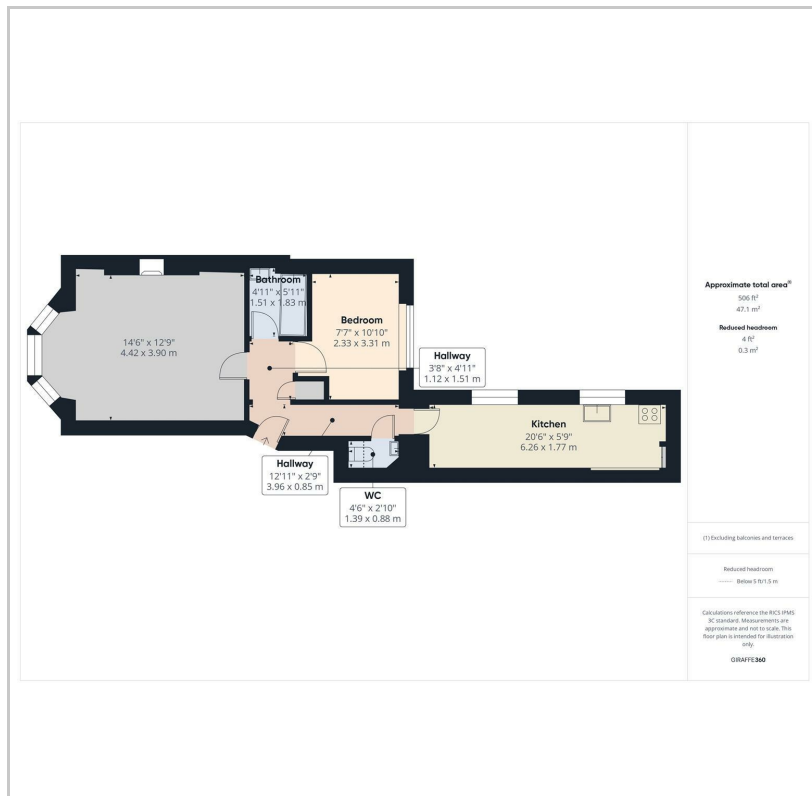 Bathroom
4'11" x 5'11"
1.51 x 1.83 m
14'6" x 12'9"
4.42 x 3.90 m
Bedroom
7'7" x 10'10"
2.33 x 3.31 m
Hallway
3'8" x 4'11"
1.12 x 1.51 m
Kitchen
20'6" x 5'9"
6.26 x 1.77 m
Hallway
12'11" x 2'9"
3.96 x 0.85 m
WC
4'6" x 2'10"
1.39 x 0.88 m
Approximate total area⁽¹⁾
506 ft²
47.1 m²
Reduced headroom
4 ft²
0.3 m²
(1) Excluding balconies and terraces
Reduced headroom
Below 5 ft/1.5 m
Calculations reference the RICS IPMS
3C standard. Measurements are
approximate and not to scale. This
floor plan is intended for illustration
only.
GIRAFFE360